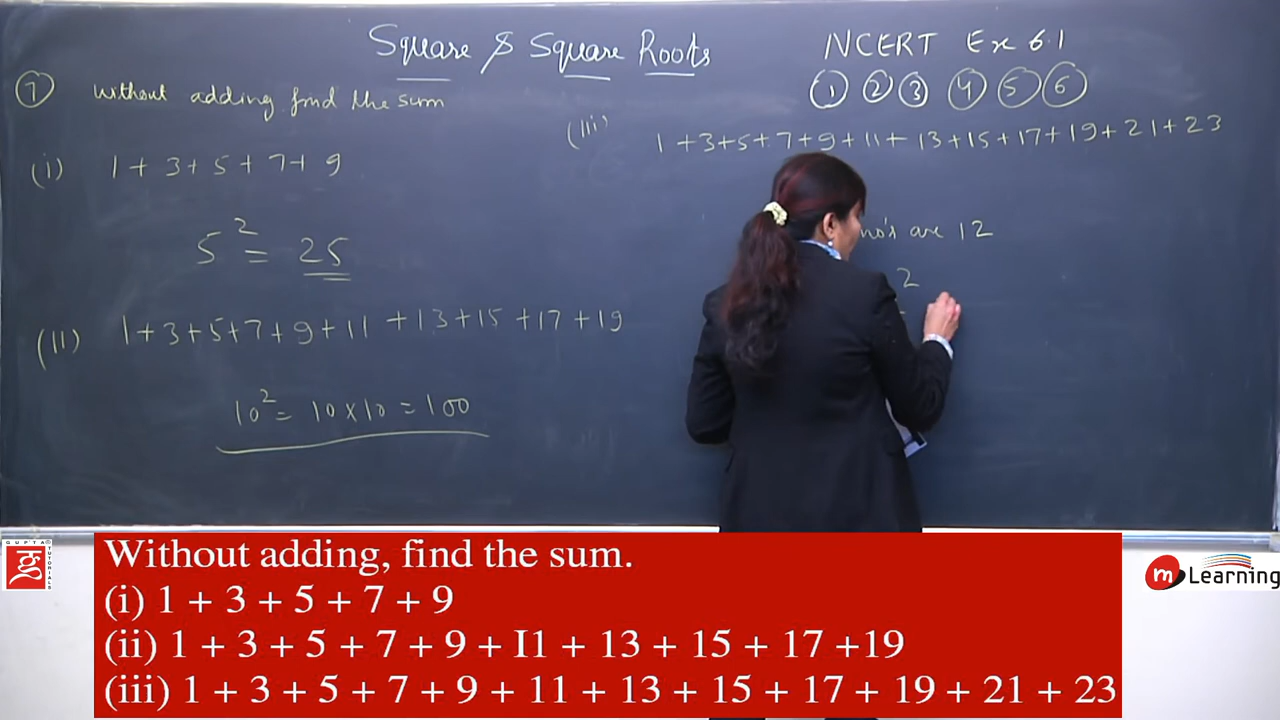 Square & Square Roots
NCERT Ex 6.1
① ② ③ ④ ⑤ ⑥
⑦ without adding find the sum
(i) 1 + 3 + 5 + 7 + 9
5² = 25
(ii) 1+3+5+7+9+11 +13+15 +17 +19
10² = 10×10 = 100
(iii) 1+3+5+7+9+11+13+15+17+19+21+23
no's are 12
2
Without adding, find the sum.
(i) 1 + 3 + 5 + 7 + 9
(ii) 1 + 3 + 5 + 7 + 9 + I1 + 13 + 15 + 17 +19
(iii) 1 + 3 + 5 + 7 + 9 + 11 + 13 + 15 + 17 + 19 + 21 + 23
GUPTA
TUTORIALS
m Learning